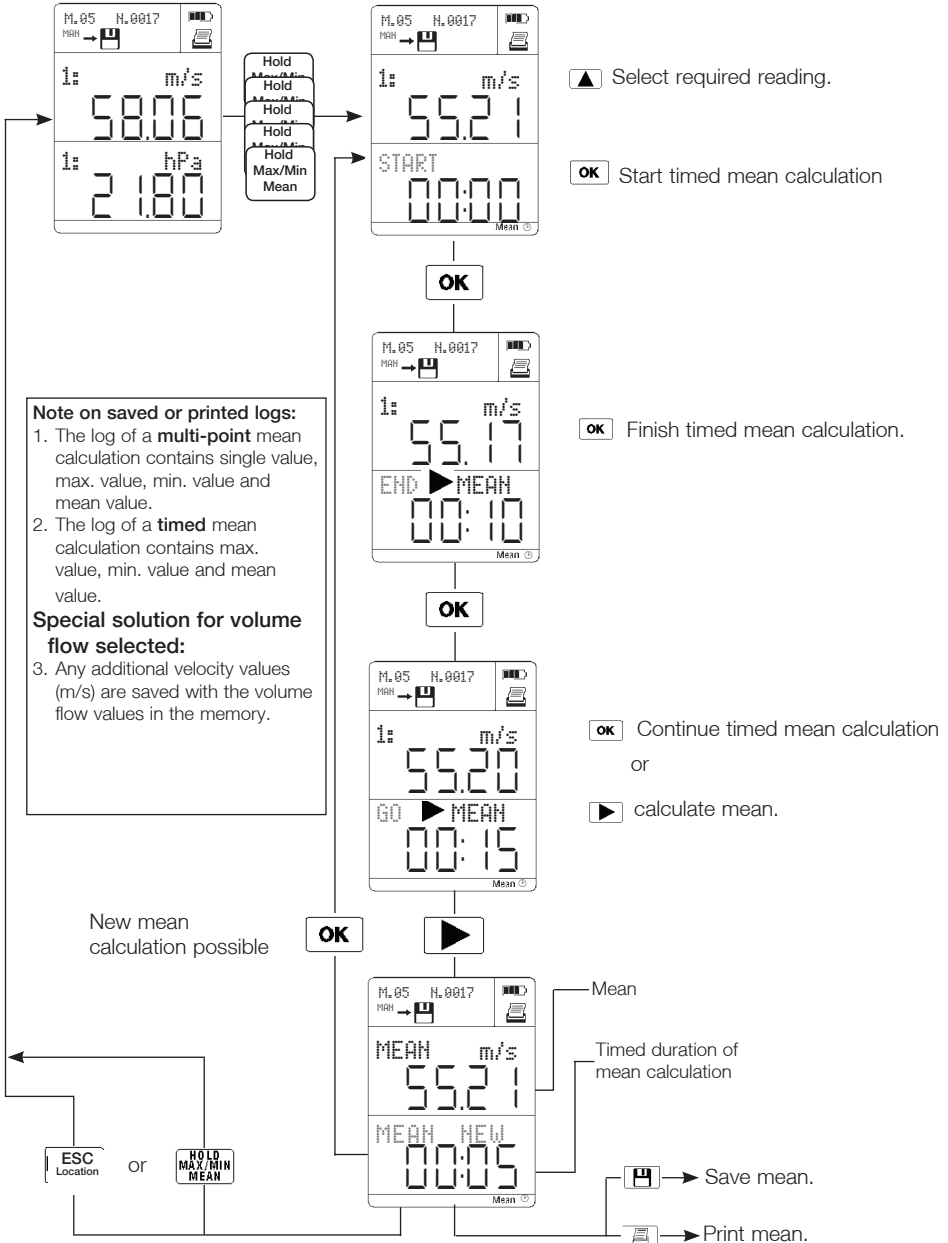 M.05 N.0017
MAN
1: m/s
58.06
1: hPa
21.80
Hold
Max/Min
Hold
Max/Min
Hold
Max/Min
Hold
Max/Min
Hold
Max/Min
Mean
M.05 N.0017
MAN
1: m/s
55.21
START
00:00
Mean
Select required reading.
OK Start timed mean calculation
OK
M.05 N.0017
MAN
1: m/s
55.17
END MEAN
00:10
Mean
OK Finish timed mean calculation.
Note on saved or printed logs:
1. The log of a multi-point mean
calculation contains single value,
max. value, min. value and
mean value.
2. The log of a timed mean
calculation contains max.
value, min. value and mean
value.
Special solution for volume
flow selected:
3. Any additional velocity values
(m/s) are saved with the volume
flow values in the memory.
OK
M.05 N.0017
MAN
1: m/s
55.20
GO MEAN
00:15
Mean
OK Continue timed mean calculation
or
calculate mean.
New mean
calculation possible
OK
M.05 N.0017
MAN
MEAN m/s
55.21
MEAN NEW
00:05
Mean
Mean
Timed duration of
mean calculation
ESC
Location
or
HOLD
MAX/MIN
MEAN
Save mean.
Print mean.